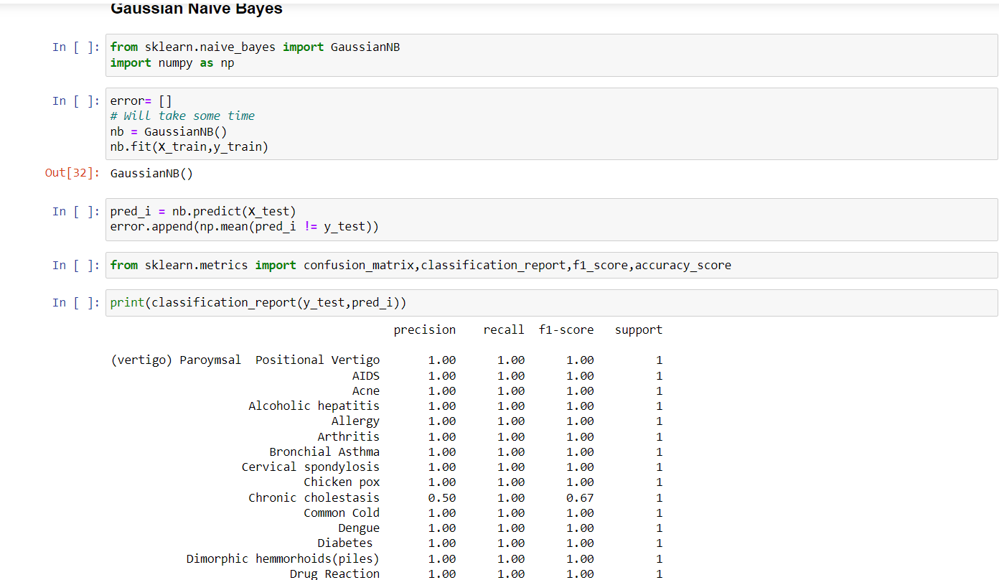 Gaussian Naive Bayes
In [ ]: from sklearn.naive_bayes import GaussianNB
import numpy as np
In [ ]: error= []
# Will take some time
nb = GaussianNB()
nb.fit(X_train,y_train)
Out[32]: GaussianNB()
In [ ]: pred_i = nb.predict(X_test)
error.append(np.mean(pred_i != y_test))
In [ ]: from sklearn.metrics import confusion_matrix,classification_report,f1_score,accuracy_score
In [ ]: print(classification_report(y_test,pred_i))
precision recall f1-score support
(vertigo) Paroymsal  Positional Vertigo 1.00 1.00 1.00 1
AIDS 1.00 1.00 1.00 1
Acne 1.00 1.00 1.00 1
Alcoholic hepatitis 1.00 1.00 1.00 1
Allergy 1.00 1.00 1.00 1
Arthritis 1.00 1.00 1.00 1
Bronchial Asthma 1.00 1.00 1.00 1
Cervical spondylosis 1.00 1.00 1.00 1
Chicken pox 1.00 1.00 1.00 1
Chronic cholestasis 0.50 1.00 0.67 1
Common Cold 1.00 1.00 1.00 1
Dengue 1.00 1.00 1.00 1
Diabetes 1.00 1.00 1.00 1
Dimorphic hemmorhoids(piles) 1.00 1.00 1.00 1
Drug Reaction 1.00 1.00 1.00 1